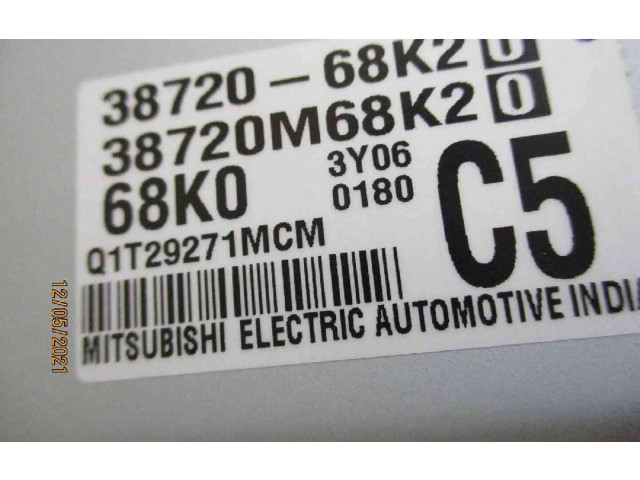 38720-68K20
38720M68K20
68K0
3Y06
0180
C5
Q1T29271MCM
MITSUBISHI ELECTRIC AUTOMOTIVE INDIA
12/05/2021